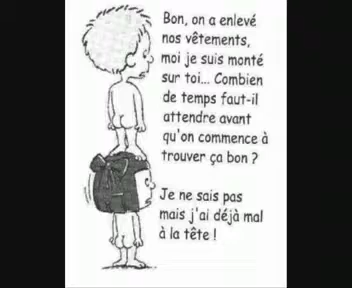 Bon, on a enlevé
nos vêtements,
moi je suis monté
sur toi... Combien
de temps faut-il
attendre avant
qu'on commence à
trouver ça bon ?
Je ne sais pas
mais j'ai déjà mal
à la tête !